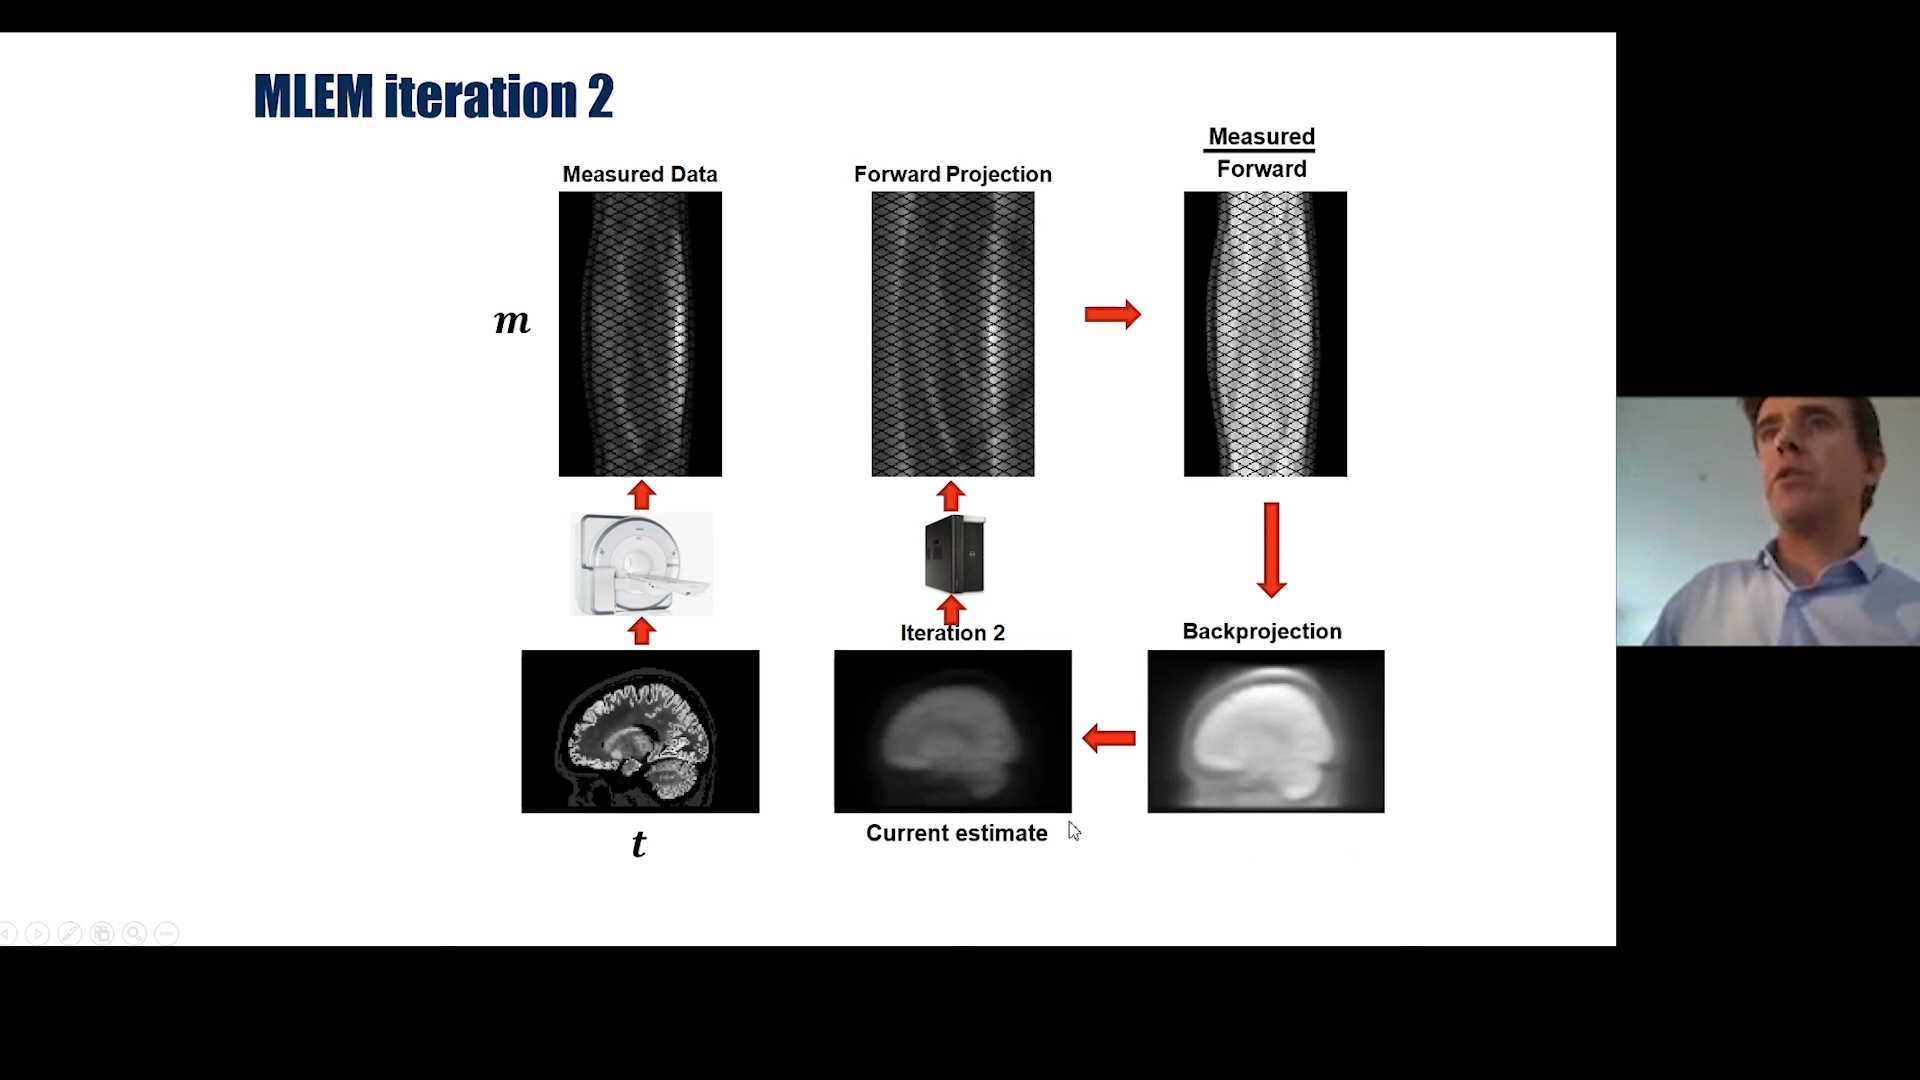 MLEM iteration 2
Measured Data
Forward Projection
Measured
Forward
m
Iteration 2
Backprojection
Current estimate
t